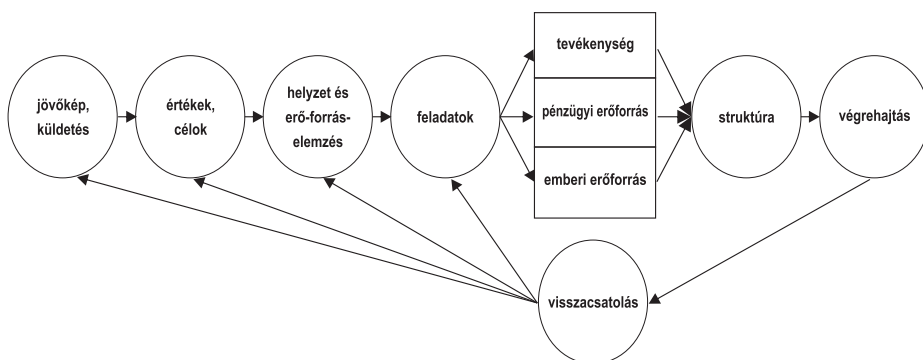 jövőkép,
küldetés
értékek,
célok
helyzet és
erő-forrás-
elemzés
feladatok
tevékenység
pénzügyi erőforrás
emberi erőforrás
struktúra
végrehajtás
visszacsatolás